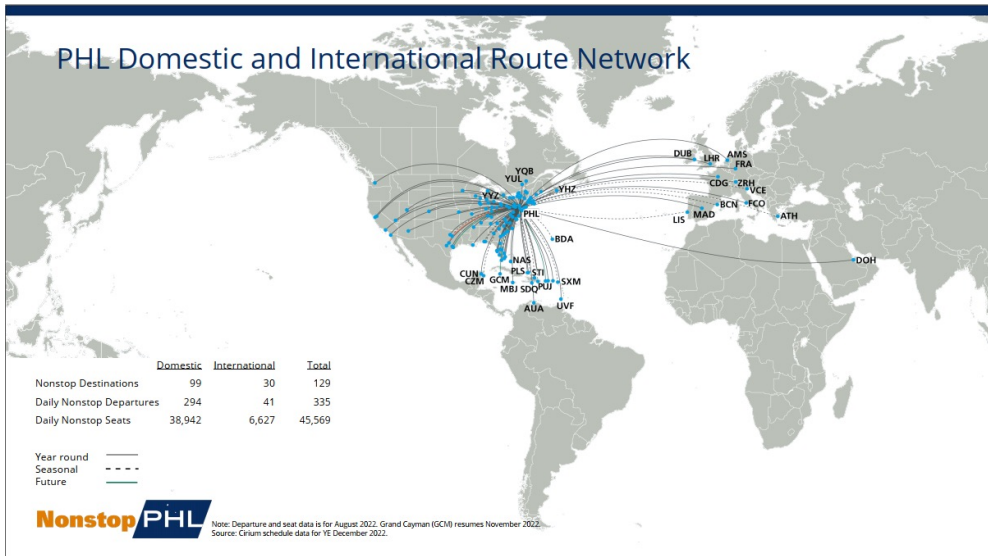 PHL Domestic and International Route Network
YQB
YUL
YYZ
YHZ
PHL
DUB
LHR
AMS
FRA
CDG
ZRH
VCE
BCN
FCO
LIS
MAD
ATH
DOH
BDA
NAS
CUN
CZM
GCM
PLS
STI
MBJ
SDQ
PUJ
SXM
AUA
UVF
Domestic International Total
Nonstop Destinations 99 30 129
Daily Nonstop Departures 294 41 335
Daily Nonstop Seats 38,942 6,627 45,569
Year round
Seasonal
Future
Nonstop PHL
Note: Departure and seat data is for August 2022. Grand Cayman (GCM) resumes November 2022.
Source: Cirium schedule data for YE December 2022.